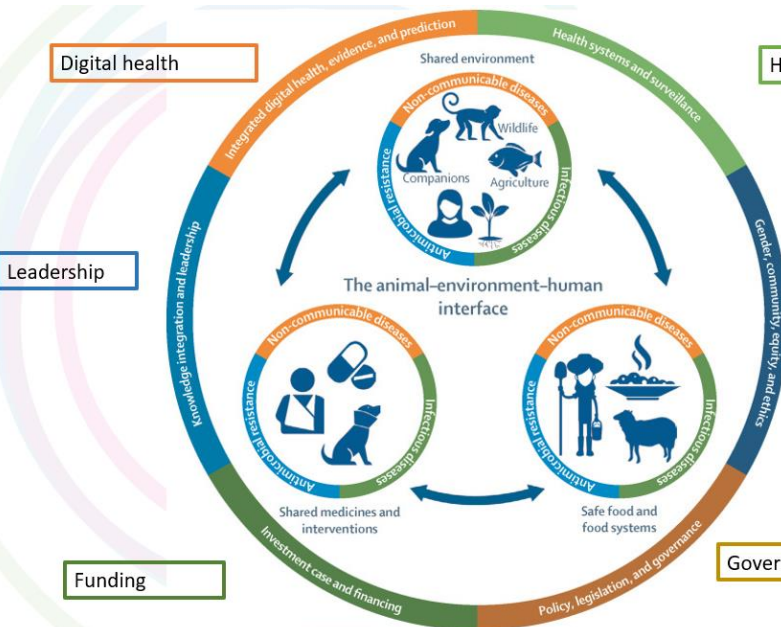 Digital health
H
Integrated digital health, evidence, and prediction
Health systems and surveillance
Shared environment
Non-communicable diseases
Wildlife
Companions
Agriculture
Antimicrobial resistance
Infectious diseases
Leadership
Knowledge integration and leadership
Gender, community, equity, and ethics
The animal–environment–human
interface
Non-communicable diseases
Antimicrobial resistance
Infectious diseases
Non-communicable diseases
Antimicrobial resistance
Infectious diseases
Shared medicines and
interventions
Safe food and
food systems
Funding
Investment case and financing
Policy, legislation, and governance
Gover